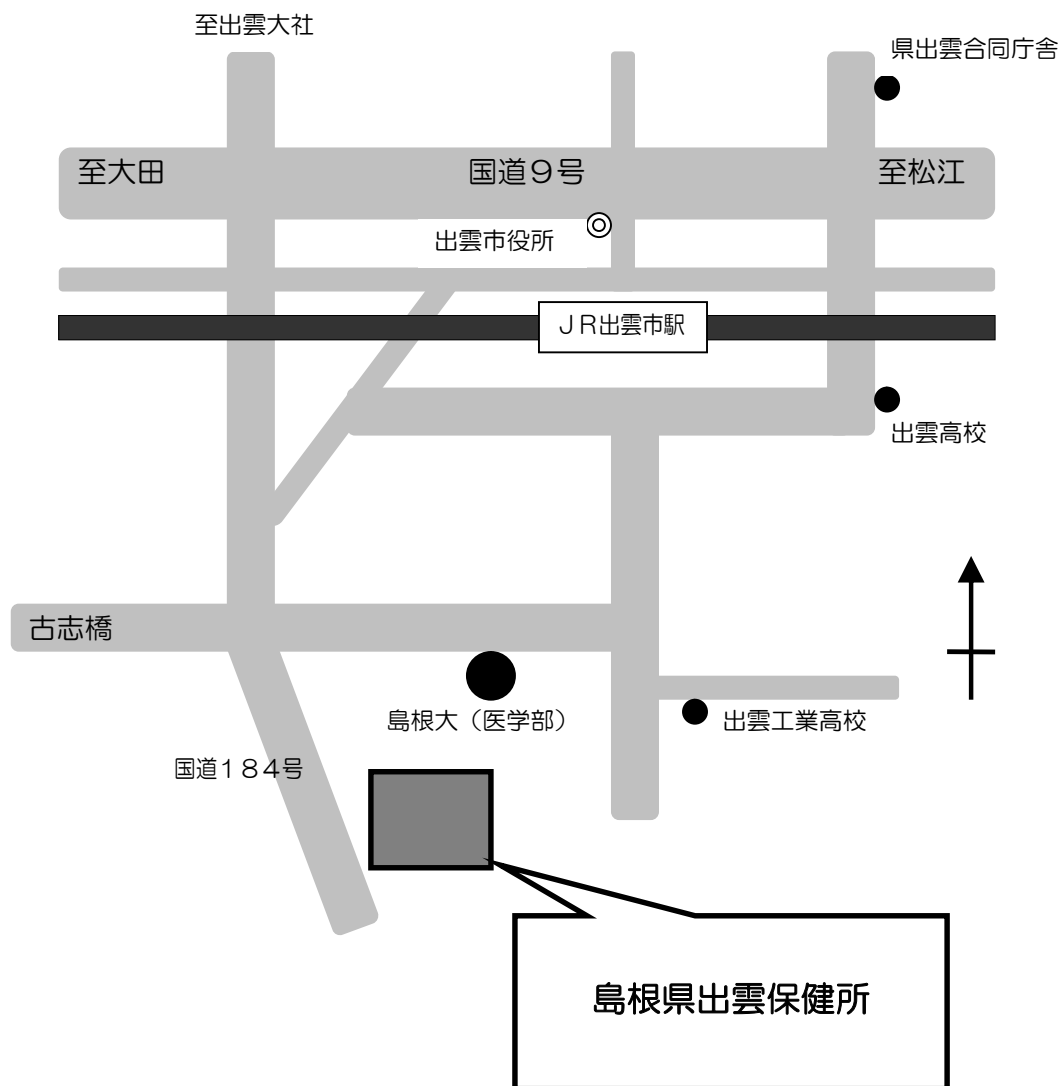 至出雲大社
県出雲合同庁舎
至大田
国道９号
至松江
出雲市役所
ＪＲ出雲市駅
出雲高校
古志橋
島根大（医学部）
出雲工業高校
国道１８４号
島根県出雲保健所